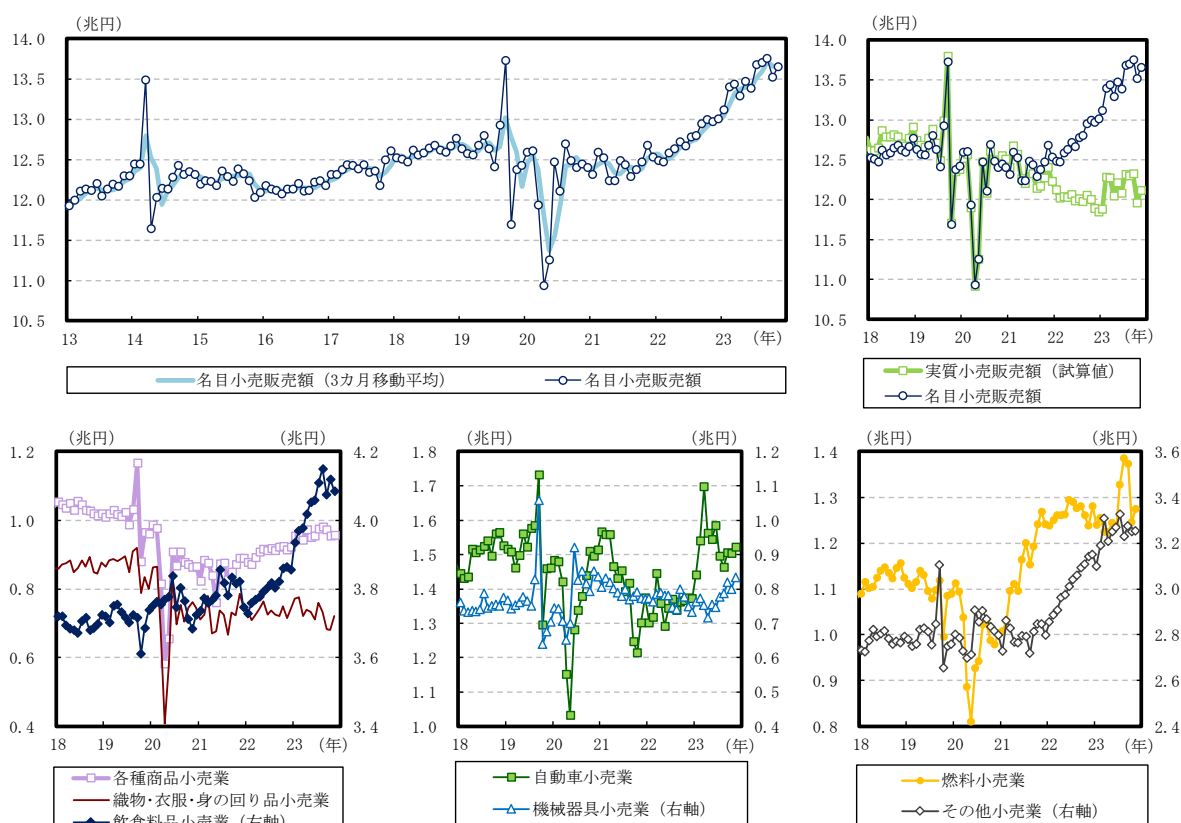 （兆円）
14.0
13.5
13.0
12.5
12.0
11.5
11.0
10.5
13 14 15 16 17 18 19 20 21 22 23 (年)
名目小売販売額（3カ月移動平均） 名目小売販売額
（兆円）
14.0
13.5
13.0
12.5
12.0
11.5
11.0
10.5
18 19 20 21 22 23 (年)
実質小売販売額（試算値）
名目小売販売額
（兆円） （兆円）
1.2 4.2
1.0 4.0
0.8 3.8
0.6 3.6
0.4 3.4
18 19 20 21 22 23 (年)
各種商品小売業
織物・衣服・身の回り品小売業
飲食料品小売業（右軸）
（兆円） （兆円）
1.8 1.2
1.7 1.1
1.6 1.0
1.5 0.9
1.4 0.8
1.3 0.7
1.2 0.6
1.1 0.5
1.0 0.4
18 19 20 21 22 23 (年)
自動車小売業
機械器具小売業（右軸）
（兆円） （兆円）
1.4 3.6
1.3 3.4
1.2 3.2
1.1 3.0
1.0 2.8
0.9 2.6
0.8 2.4
18 19 20 21 22 23 (年)
燃料小売業
その他小売業（右軸）